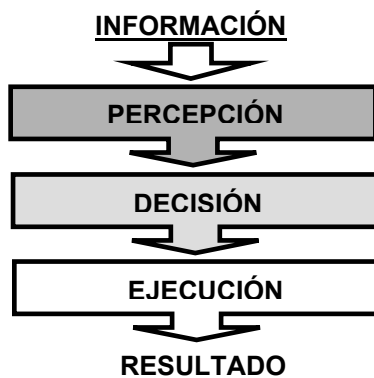 INFORMACIÓN
PERCEPCIÓN
DECISIÓN
EJECUCIÓN
RESULTADO